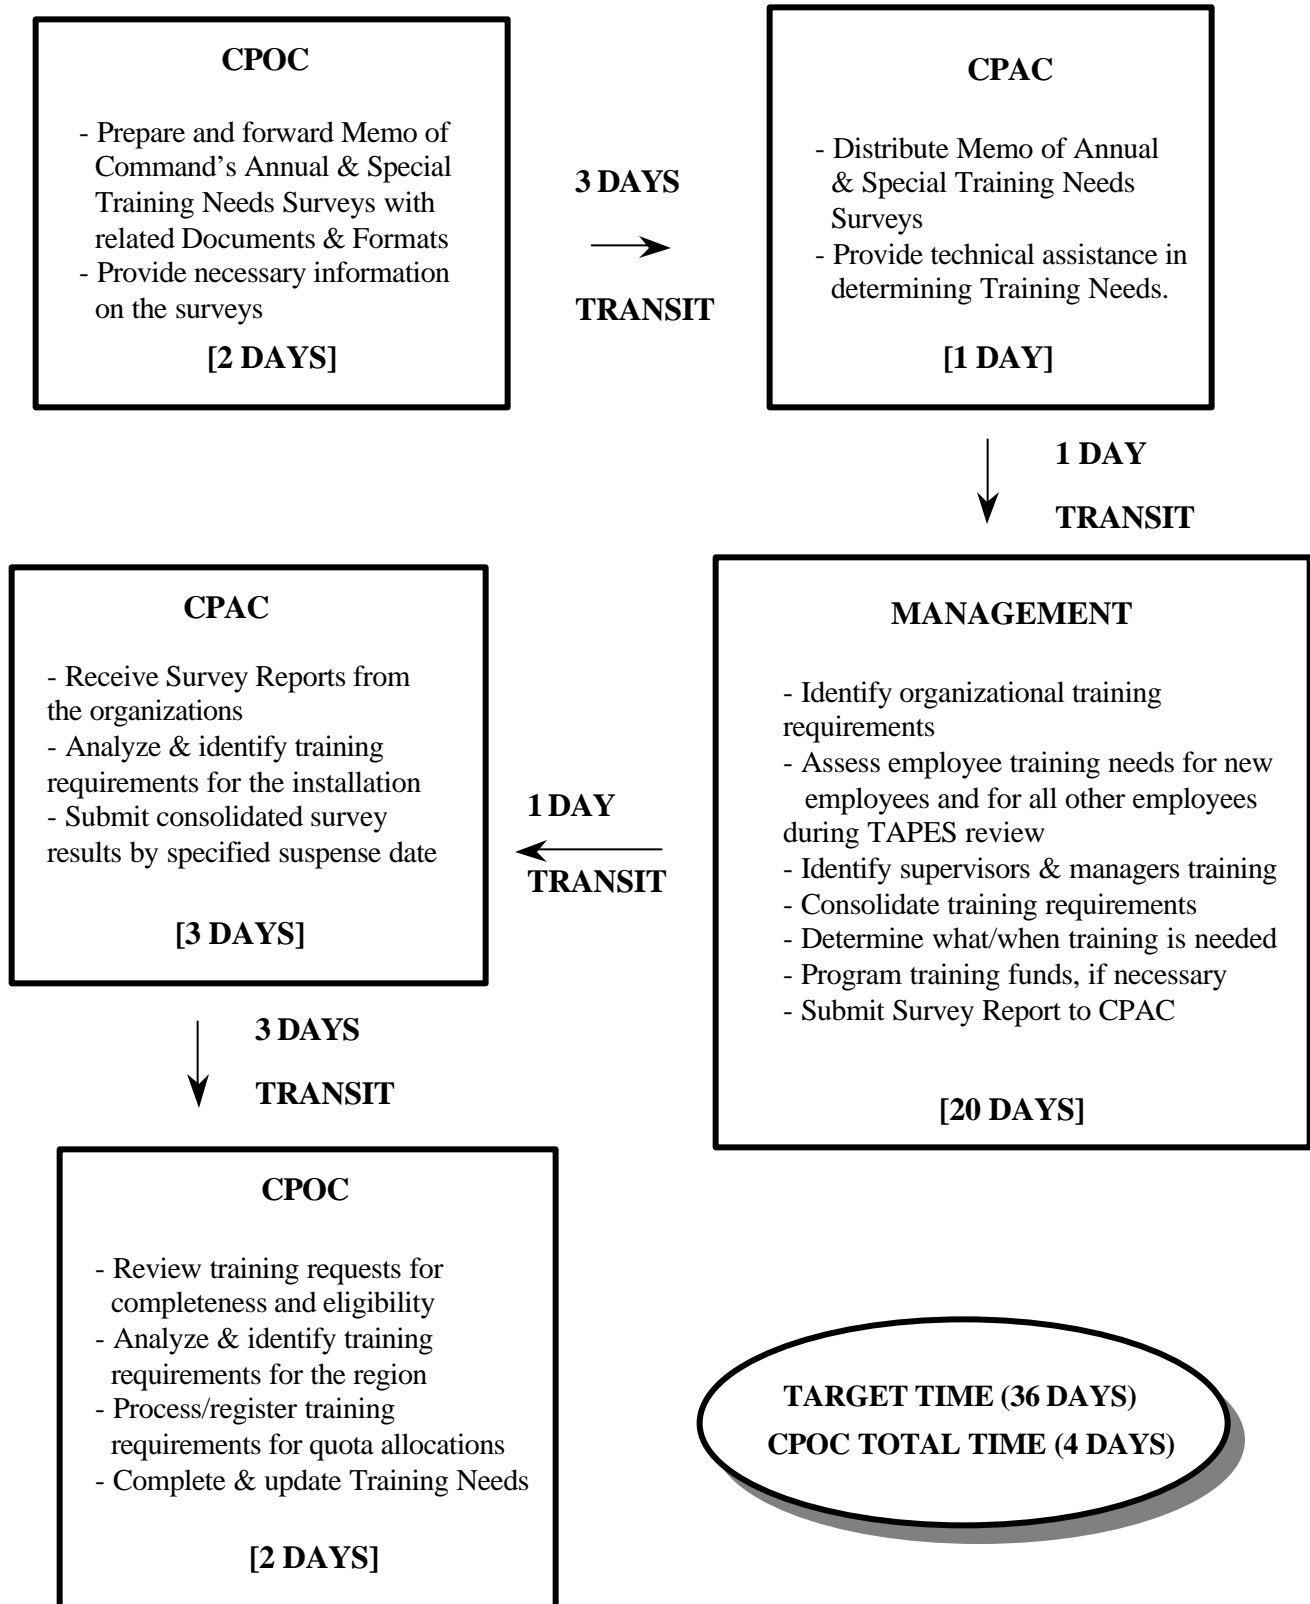 CPOC
- Prepare and forward Memo of
Command’s Annual & Special
Training Needs Surveys with
related Documents & Formats
- Provide necessary information
on the surveys
[2 DAYS]
3 DAYS
TRANSIT
CPAC
- Distribute Memo of Annual
& Special Training Needs
Surveys
- Provide technical assistance in
determining Training Needs.
[1 DAY]
1 DAY
TRANSIT
MANAGEMENT
- Identify organizational training
requirements
- Assess employee training needs for new
employees and for all other employees
during TAPES review
- Identify supervisors & managers training
- Consolidate training requirements
- Determine what/when training is needed
- Program training funds, if necessary
- Submit Survey Report to CPAC
[20 DAYS]
1 DAY
TRANSIT
CPAC
- Receive Survey Reports from
the organizations
- Analyze & identify training
requirements for the installation
- Submit consolidated survey
results by specified suspense date
[3 DAYS]
3 DAYS
TRANSIT
CPOC
- Review training requests for
completeness and eligibility
- Analyze & identify training
requirements for the region
- Process/register training
requirements for quota allocations
- Complete & update Training Needs
[2 DAYS]
TARGET TIME (36 DAYS)
CPOC TOTAL TIME (4 DAYS)